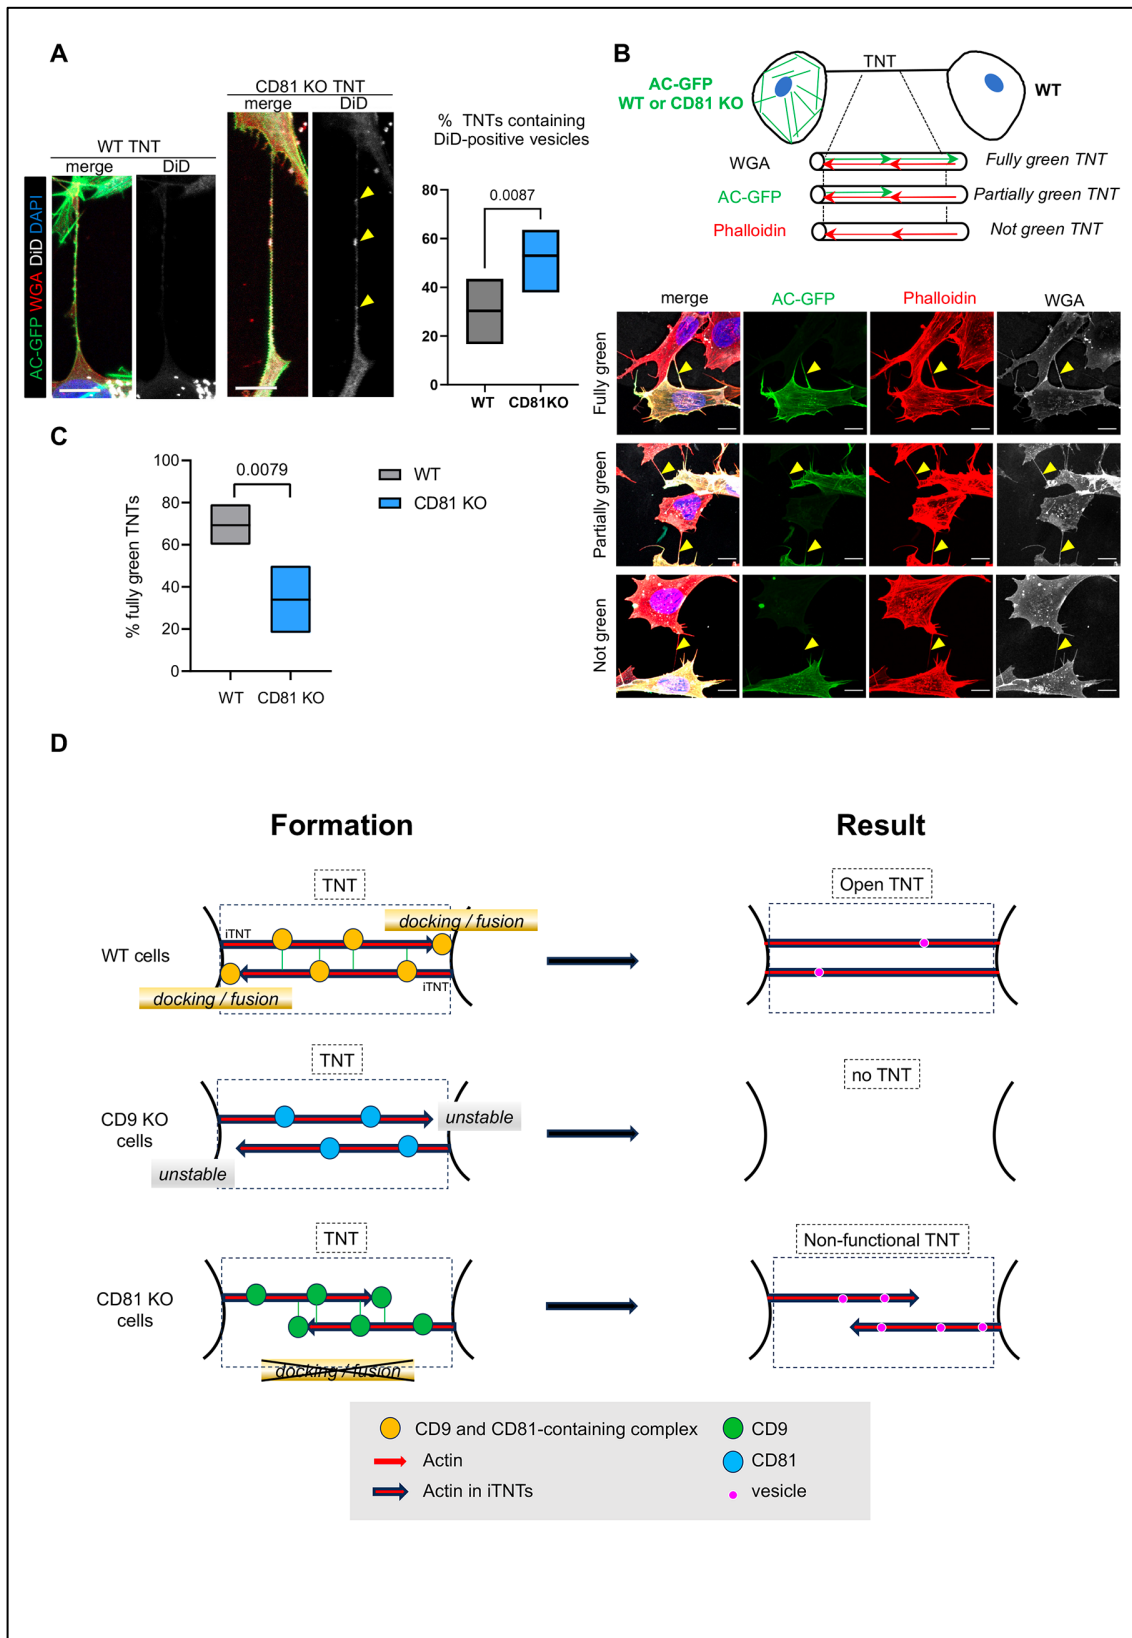 A
CD81 KO TNT
merge DiD
WT TNT
merge DiD
AC-GFP WGA DiD DAPI
% TNTs containing
DiD-positive vesicles
80
60
40
20
0
0.0087
WT CD81KO
B
TNT
AC-GFP
WT or CD81 KO
WT
WGA
AC-GFP
Phalloidin
Fully green TNT
Partially green TNT
Not green TNT
merge AC-GFP Phalloidin WGA
Fully green
Partially green
Not green
C
% fully green TNTs
100
80
60
40
20
0
0.0079
WT CD81 KO
WT
CD81 KO
D
Formation Result
TNT
Open TNT
WT cells
iTNT
docking / fusion
docking / fusion
iTNT
TNT
no TNT
CD9 KO
cells
unstable
unstable
TNT
Non-functional TNT
CD81 KO
cells
docking / fusion
CD9 and CD81-containing complex
Actin
Actin in iTNTs
CD9
CD81
vesicle